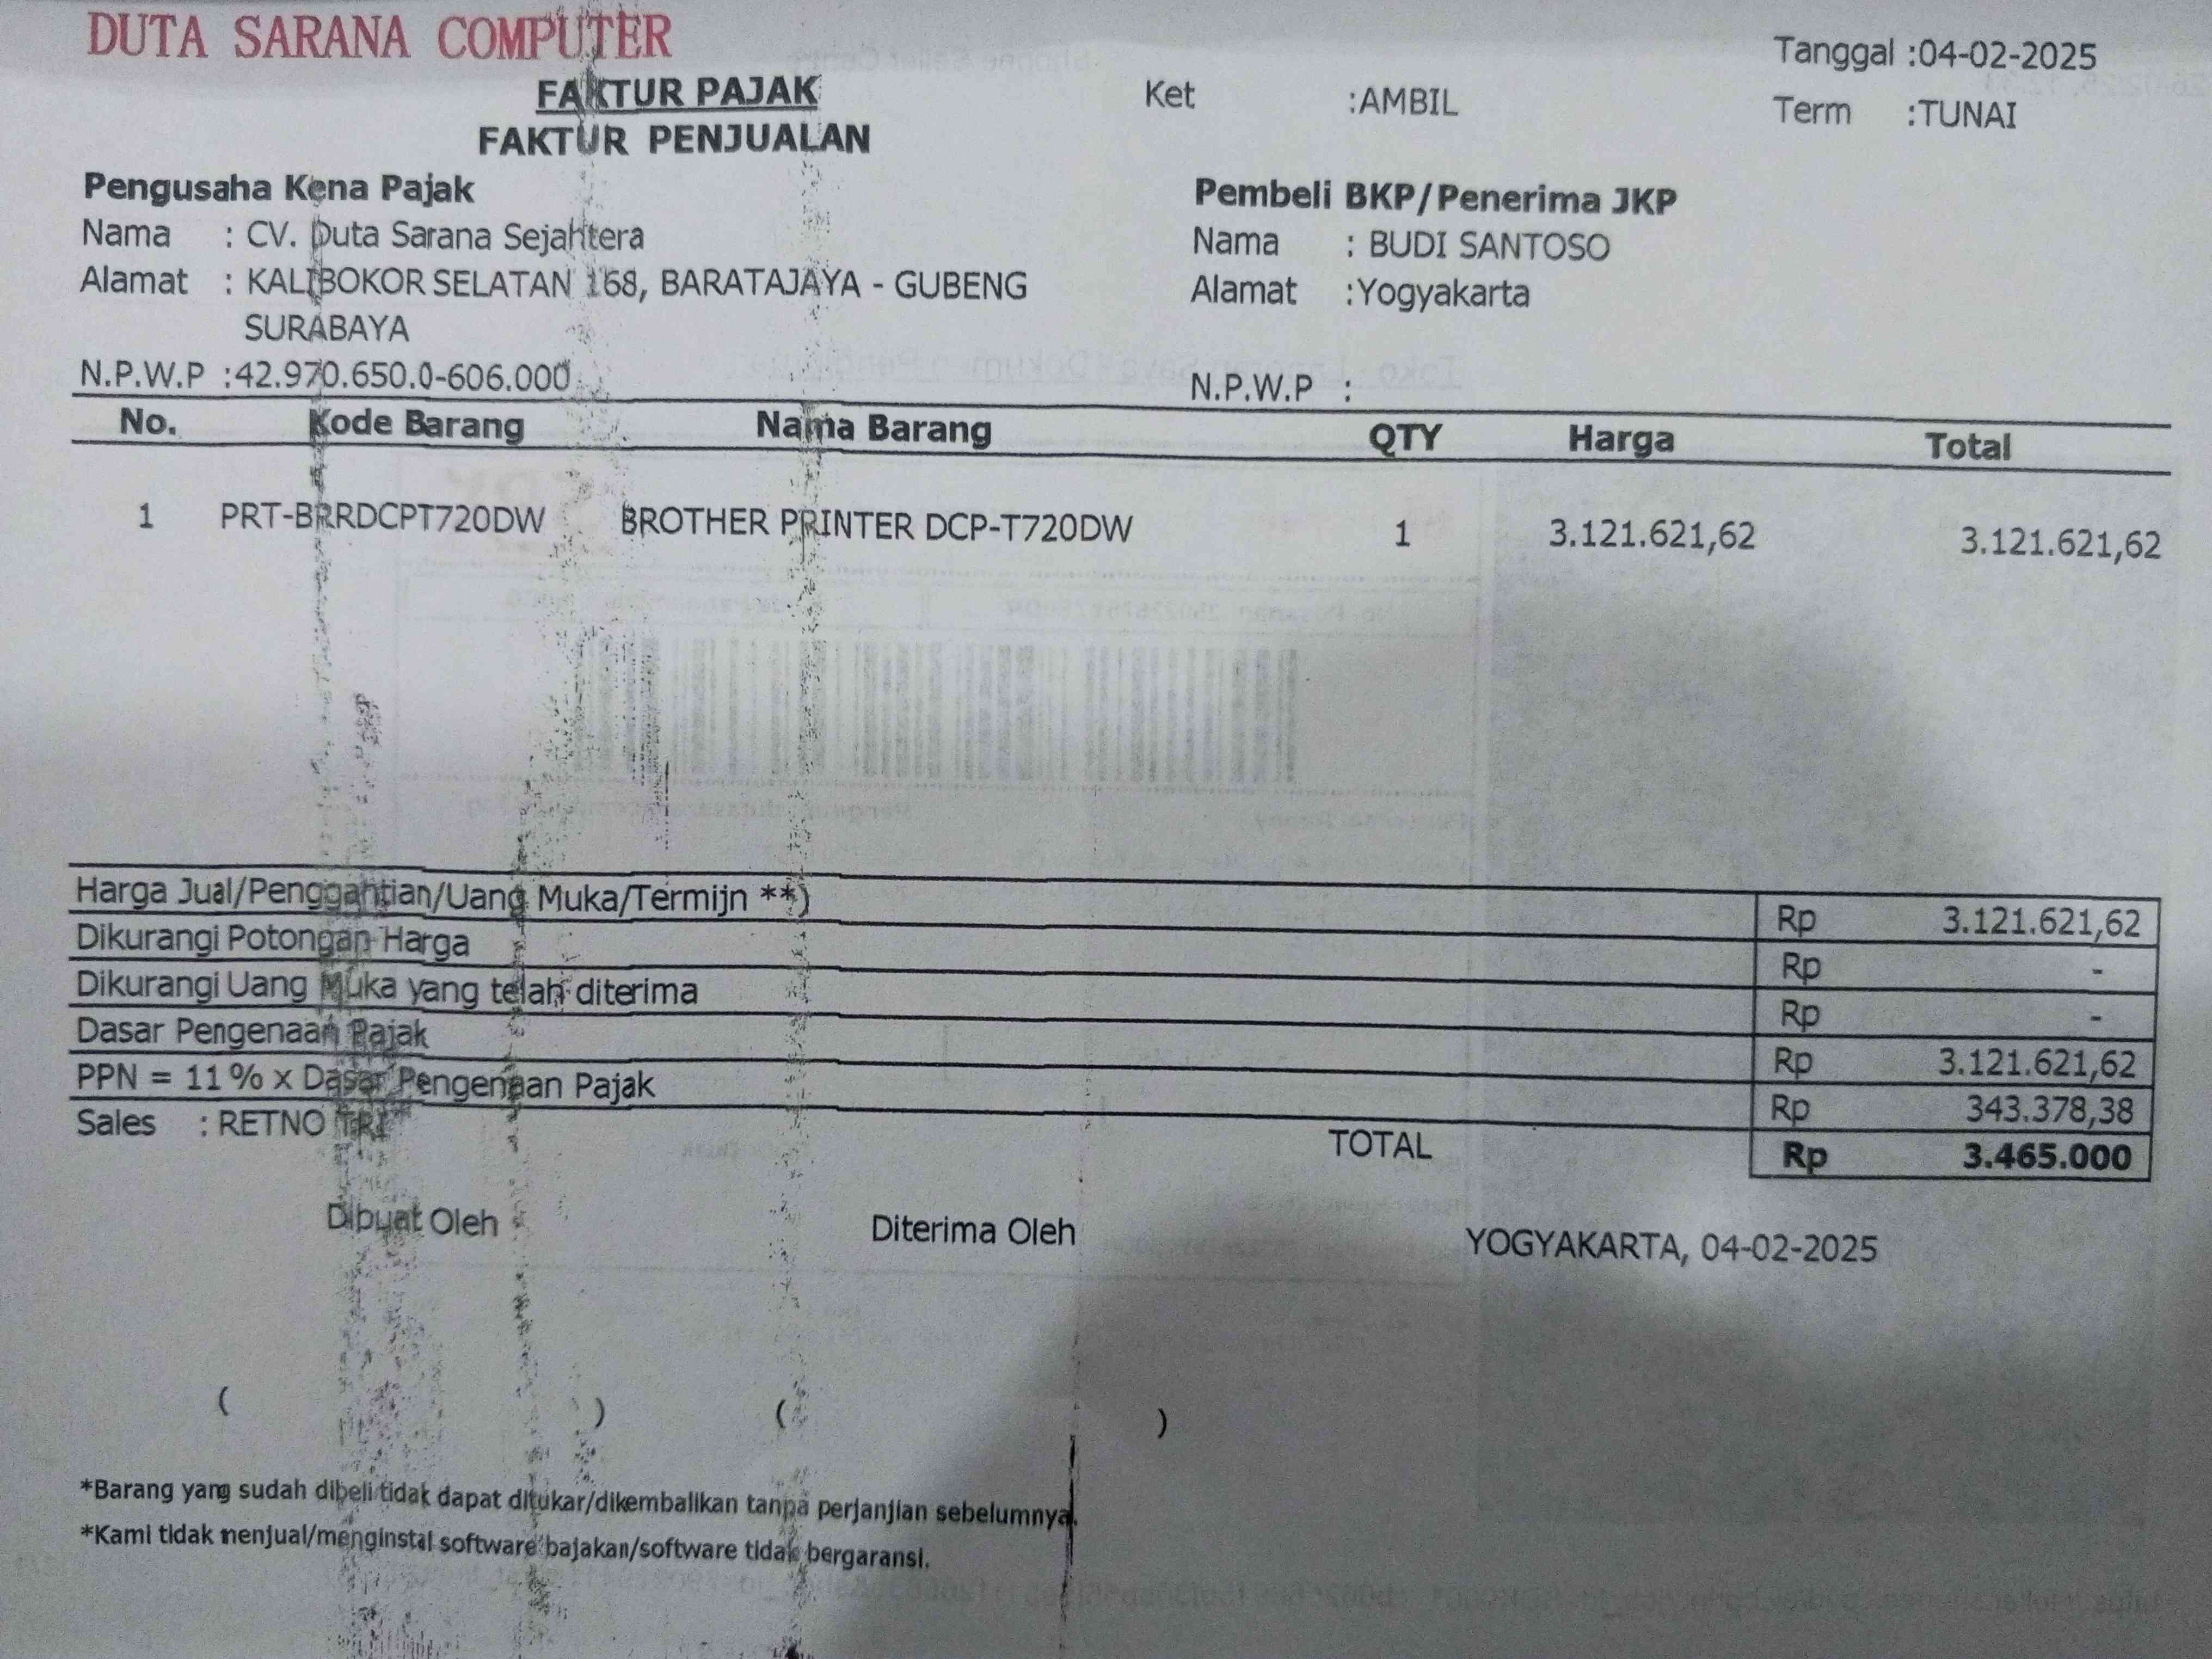 DUTA SARANA COMPUTER
FAKTUR PAJAK
FAKTUR PENJUALAN
Ket :AMBIL
Tanggal :04-02-2025
Term :TUNAI
Pengusaha Kena Pajak
Nama : CV. Duta Sarana Sejahtera
Alamat : KALIBOKOR SELATAN 168, BARATAJAYA - GUBENG
SURABAYA
N.P.W.P :42.970.650.0-606.000
Pembeli BKP/Penerima JKP
Nama : BUDI SANTOSO
Alamat :Yogyakarta
N.P.W.P :
No. Kode Barang Nama Barang QTY Harga Total
1 PRT-BRRDCPT720DW BROTHER PRINTER DCP-T720DW 1 3.121.621,62 3.121.621,62
Harga Jual/Penggantian/Uang Muka/Termijn **) Rp 3.121.621,62
Dikurangi Potongan Harga Rp -
Dikurangi Uang Muka yang telah diterima Rp -
Dasar Pengenaan Pajak Rp 3.121.621,62
PPN = 11 % x Dasar Pengenaan Pajak Rp 343.378,38
Sales : RETNO TRI TOTAL Rp 3.465.000
Dibuat Oleh Diterima Oleh YOGYAKARTA, 04-02-2025
( ) ( )
*Barang yang sudah dibeli tidak dapat ditukar/dikembalikan tanpa perjanjian sebelumnya.
*Kami tidak menjual/menginstal software bajakan/software tidak bergaransi.